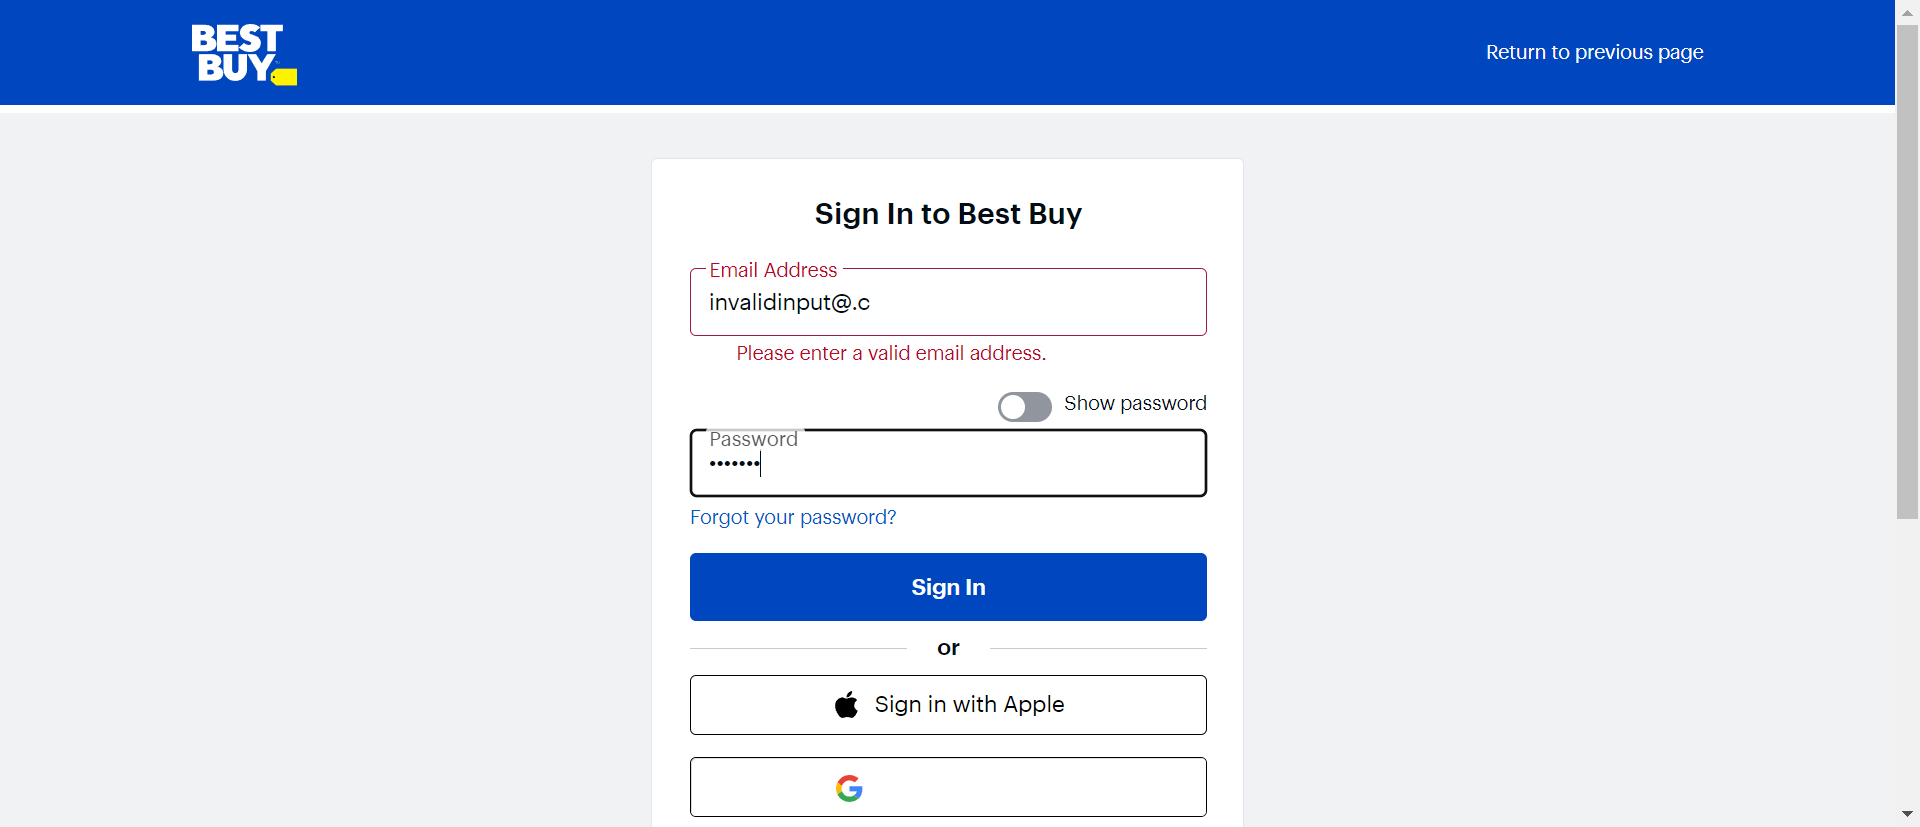 BEST
BUY
Return to previous page
Sign In to Best Buy
Email Address
invalidinput@.c
Please enter a valid email address.
Show password
Password
•••••••
Forgot your password?
Sign In
or
Sign in with Apple